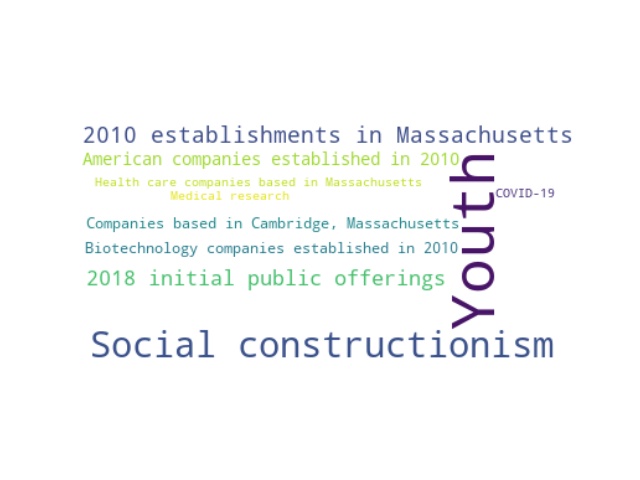 2010 establishments in Massachusetts
American companies established in 2010
Health care companies based in Massachusetts
Medical research
COVID-19
Companies based in Cambridge, Massachusetts
Biotechnology companies established in 2010
2018 initial public offerings
Youth
Social constructionism